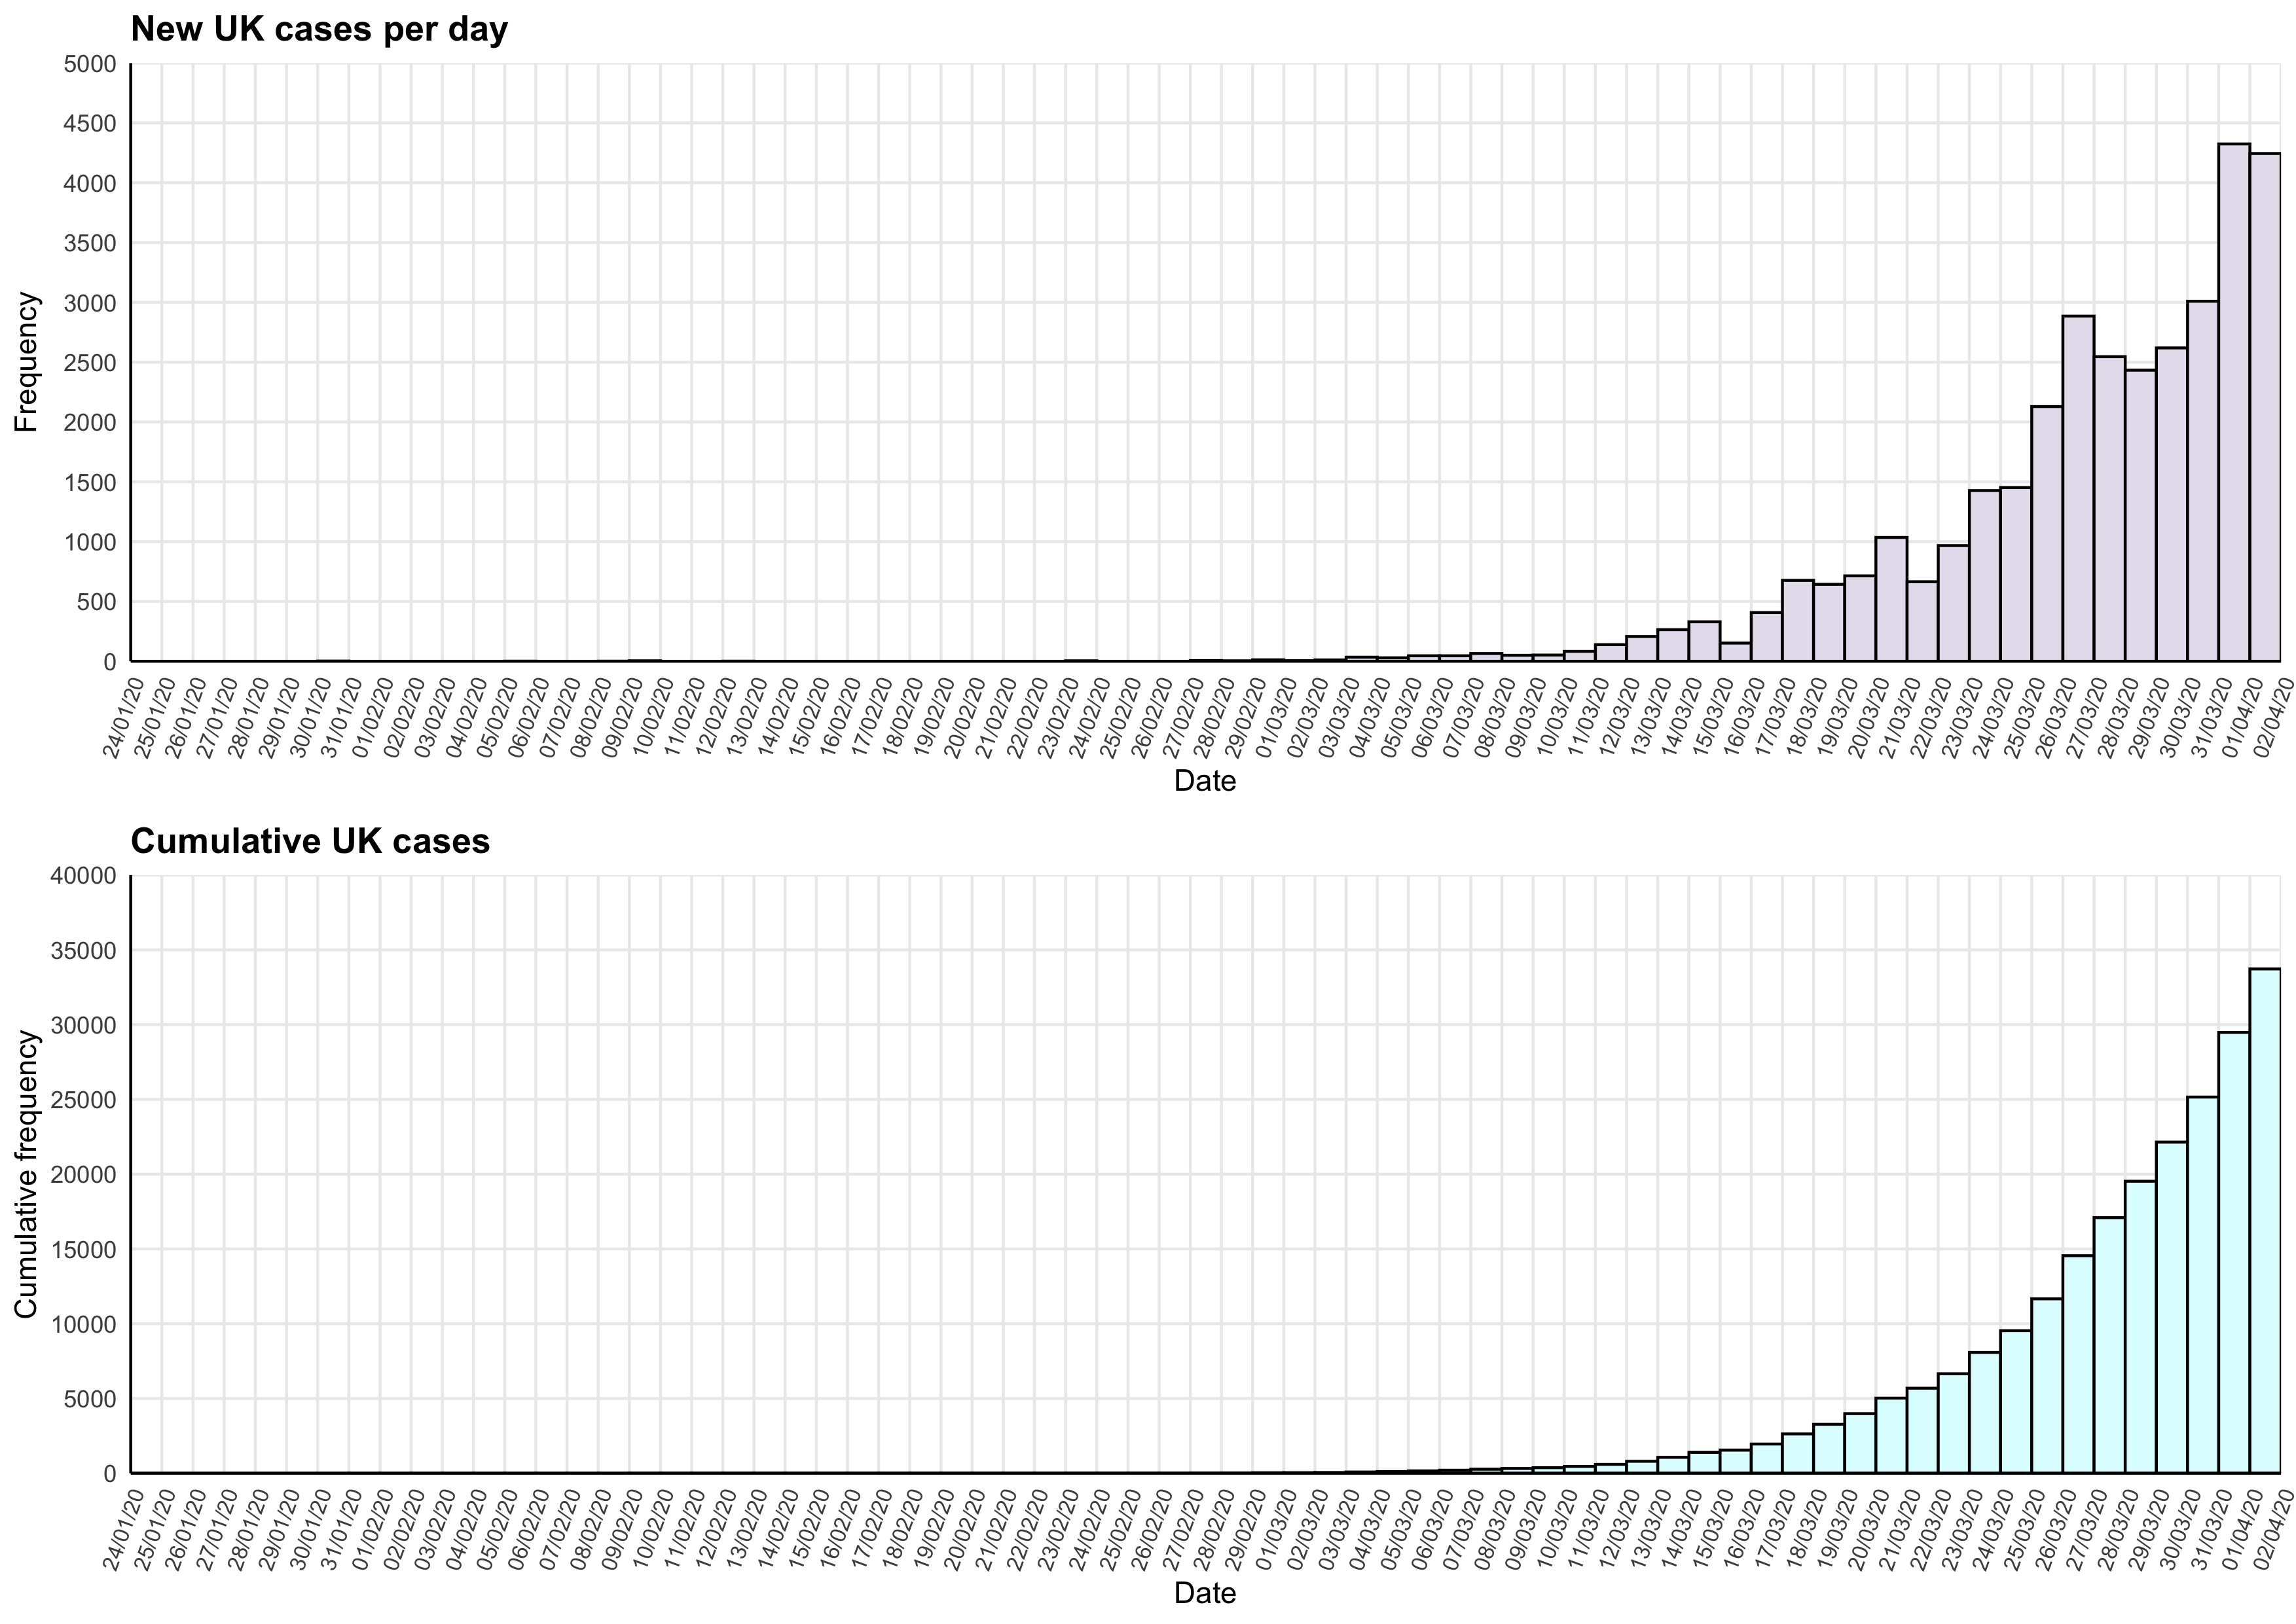 New UK cases per day
5000
4500
4000
3500
3000
2500
2000
1500
1000
500
0
Frequency
24/01/20 25/01/20 26/01/20 27/01/20 28/01/20 29/01/20 30/01/20 31/01/20 01/02/20 02/02/20 03/02/20 04/02/20 05/02/20 06/02/20 07/02/20 08/02/20 09/02/20 10/02/20 11/02/20 12/02/20 13/02/20 14/02/20 15/02/20 16/02/20 17/02/20 18/02/20 19/02/20 20/02/20 21/02/20 22/02/20 23/02/20 24/02/20 25/02/20 26/02/20 27/02/20 28/02/20 29/02/20 01/03/20 02/03/20 03/03/20 04/03/20 05/03/20 06/03/20 07/03/20 08/03/20 09/03/20 10/03/20 11/03/20 12/03/20 13/03/20 14/03/20 15/03/20 16/03/20 17/03/20 18/03/20 19/03/20 20/03/20 21/03/20 22/03/20 23/03/20 24/03/20 25/03/20 26/03/20 27/03/20 28/03/20 29/03/20 30/03/20 31/03/20 01/04/20 02/04/20
Date
Cumulative UK cases
40000
35000
30000
25000
20000
15000
10000
5000
0
Cumulative frequency
24/01/20 25/01/20 26/01/20 27/01/20 28/01/20 29/01/20 30/01/20 31/01/20 01/02/20 02/02/20 03/02/20 04/02/20 05/02/20 06/02/20 07/02/20 08/02/20 09/02/20 10/02/20 11/02/20 12/02/20 13/02/20 14/02/20 15/02/20 16/02/20 17/02/20 18/02/20 19/02/20 20/02/20 21/02/20 22/02/20 23/02/20 24/02/20 25/02/20 26/02/20 27/02/20 28/02/20 29/02/20 01/03/20 02/03/20 03/03/20 04/03/20 05/03/20 06/03/20 07/03/20 08/03/20 09/03/20 10/03/20 11/03/20 12/03/20 13/03/20 14/03/20 15/03/20 16/03/20 17/03/20 18/03/20 19/03/20 20/03/20 21/03/20 22/03/20 23/03/20 24/03/20 25/03/20 26/03/20 27/03/20 28/03/20 29/03/20 30/03/20 31/03/20 01/04/20 02/04/20
Date